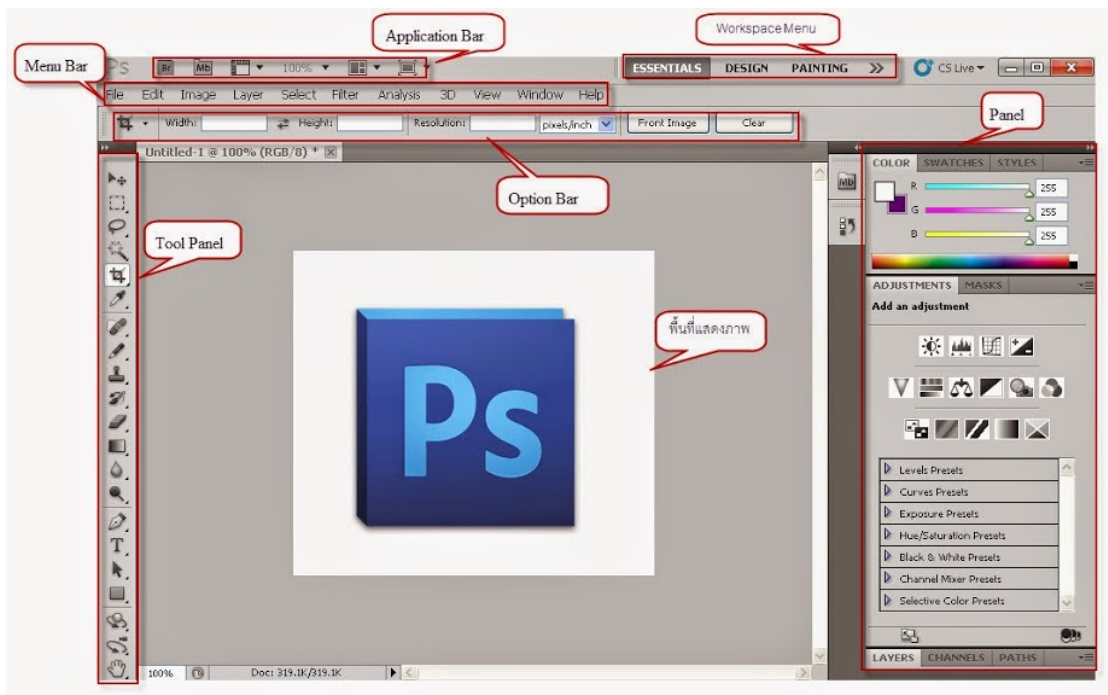 Application Bar
Workspace Menu
Menu Bar
Ps Br Mb 100% ESSENTIALS DESIGN PAINTING CS Live
File Edit Image Layer Select Filter Analysis 3D View Window Help
Panel
Width: Height: Resolution: pixels/inch Front Image Clear
Untitled-1 @ 100% (RGB/8) *
Option Bar
Tool Panel
Mb
COLOR SWATCHES STYLES
R 255
G 255
B 255
ADJUSTMENTS MASKS
Add an adjustment
พื้นที่แสดงภาพ
Ps
T
Levels Presets
Curves Presets
Exposure Presets
Hue/Saturation Presets
Black & White Presets
Channel Mixer Presets
Selective Color Presets
100% Doc: 319.1K/319.1K
LAYERS CHANNELS PATHS